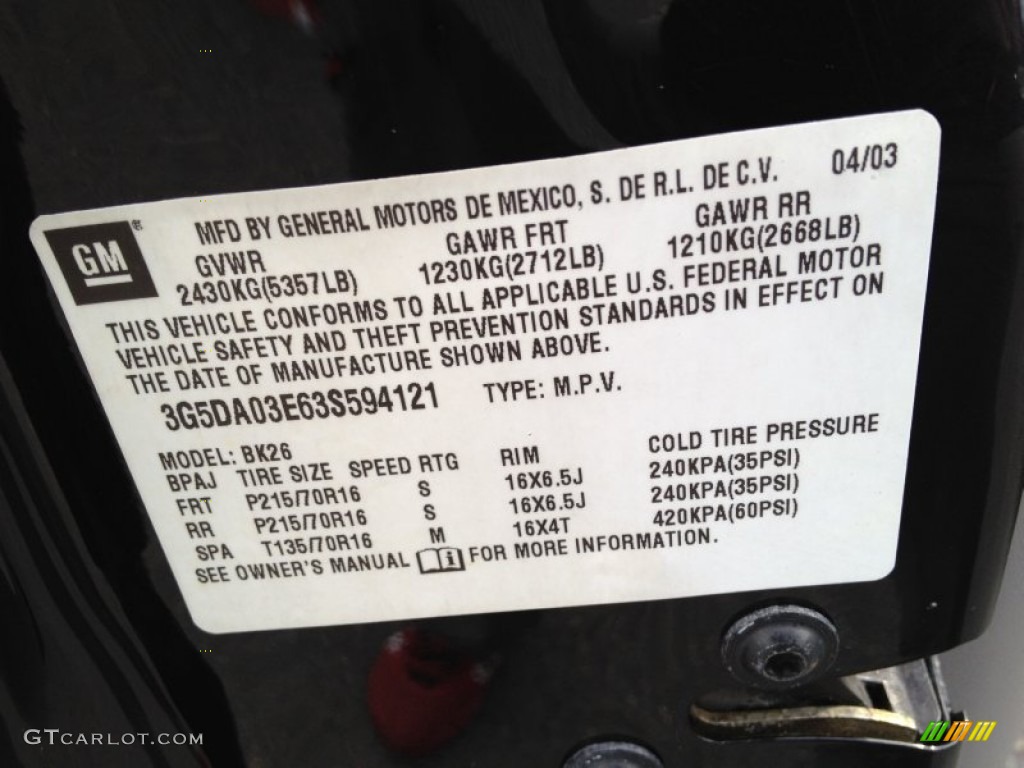 GM ®
MFD BY GENERAL MOTORS DE MEXICO, S. DE R.L. DE C.V. 04/03
GVWR GAWR FRT GAWR RR
2430KG(5357LB) 1230KG(2712LB) 1210KG(2668LB)
THIS VEHICLE CONFORMS TO ALL APPLICABLE U.S. FEDERAL MOTOR
VEHICLE SAFETY AND THEFT PREVENTION STANDARDS IN EFFECT ON
THE DATE OF MANUFACTURE SHOWN ABOVE.
3G5DA03E63S594121 TYPE: M.P.V.
MODEL: BK26
BPAJ TIRE SIZE SPEED RTG RIM COLD TIRE PRESSURE
FRT P215/70R16 S 16X6.5J 240KPA(35PSI)
RR P215/70R16 S 16X6.5J 240KPA(35PSI)
SPA T135/70R16 M 16X4T 420KPA(60PSI)
SEE OWNER'S MANUAL FOR MORE INFORMATION.
GTCARLOT.COM